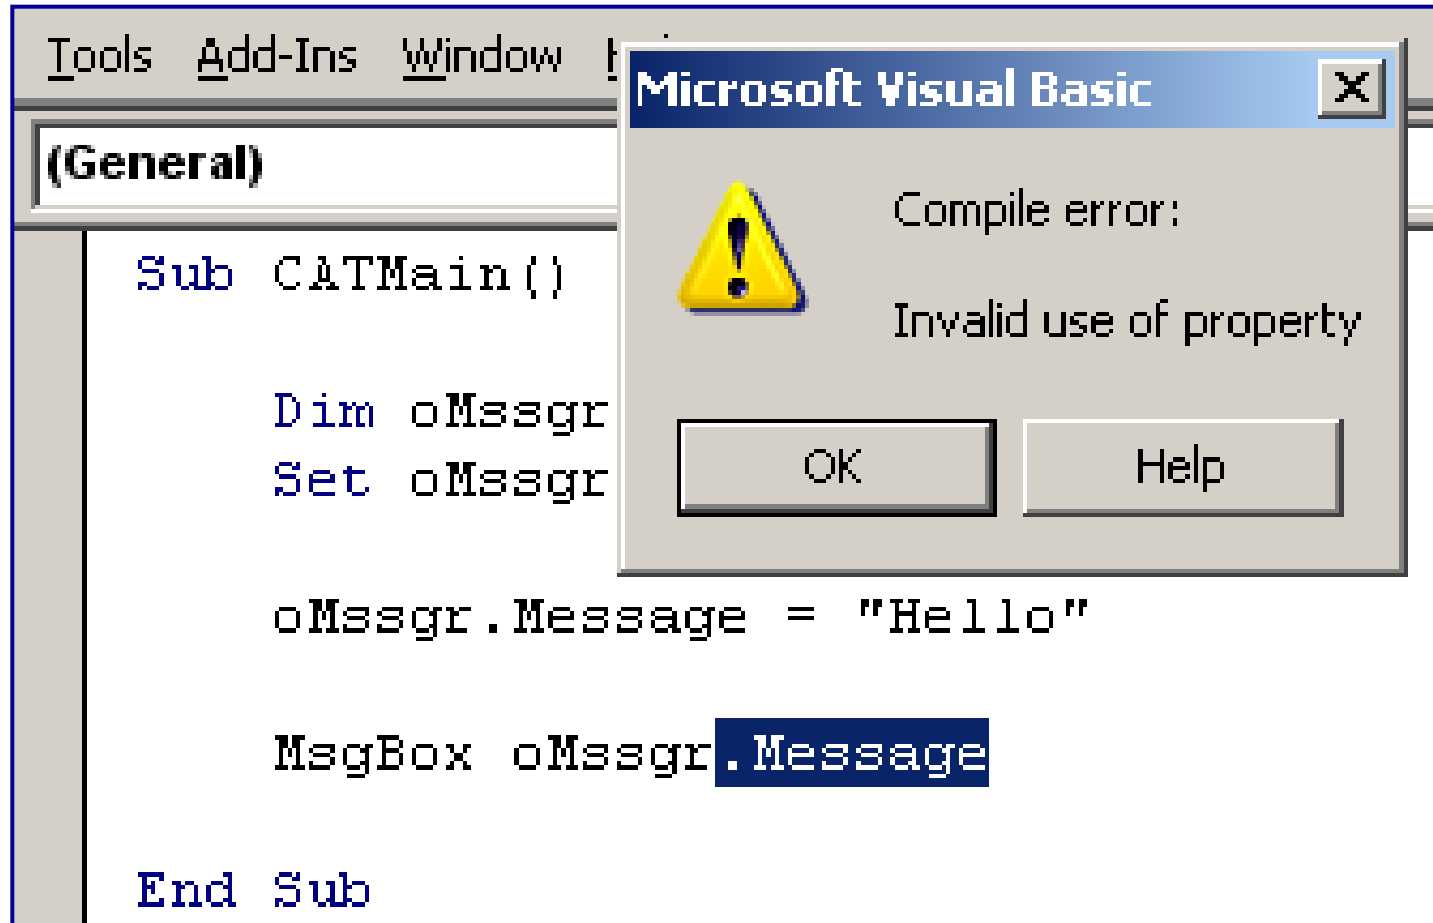 Tools Add-Ins Window
Microsoft Visual Basic
(General)
Compile error:
Invalid use of property
OK Help
Sub CATMain()
Dim oMssgr
Set oMssgr
oMssgr.Message = "Hello"
MsgBox oMssgr.Message
End Sub